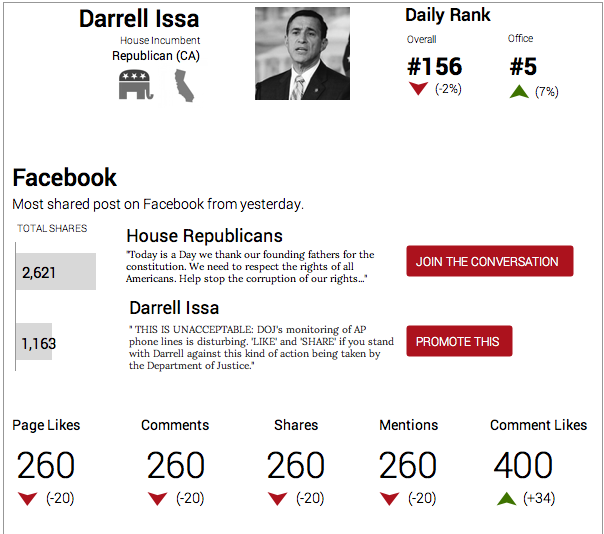 Darrell Issa
House Incumbent
Republican (CA)
Daily Rank
Overall
Office
#156
#5
(-2%)
(7%)
Facebook
Most shared post on Facebook from yesterday.
TOTAL SHARES
House Republicans
2,621
"Today is a Day we thank our founding fathers for the
constitution. We need to respect the rights of all
Americans. Help stop the corruption of our rights..."
JOIN THE CONVERSATION
Darrell Issa
1,163
" THIS IS UNACCEPTABLE: DOJ's monitoring of AP
phone lines is disturbing. 'LIKE' and 'SHARE' if you stand
with Darrell against this kind of action being taken by
the Department of Justice."
PROMOTE THIS
Page Likes
Comments
Shares
Mentions
Comment Likes
260
260
260
260
400
(-20)
(-20)
(-20)
(-20)
(+34)